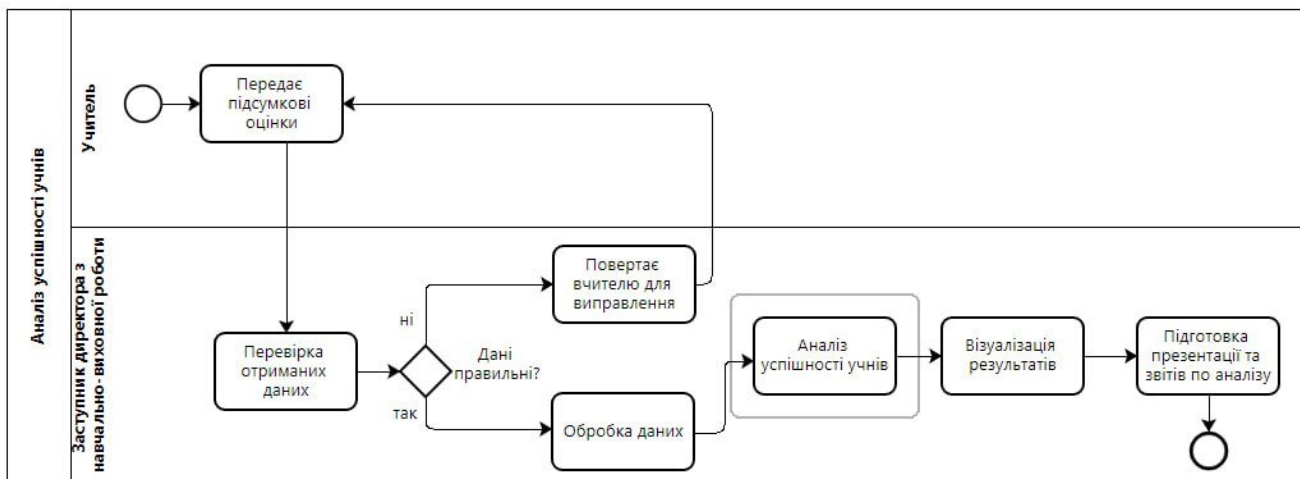 Аналіз успішності учнів
Учитель
Передає
підсумкові
оцінки
Заступник директора з
навчально-виховної роботи
Перевірка
отриманих
даних
ні
Дані
правильні?
так
Повертає
вчителю для
виправлення
Обробка даних
Аналіз
успішності учнів
Візуалізація
результатів
Підготовка
презентації та
звітів по аналізу